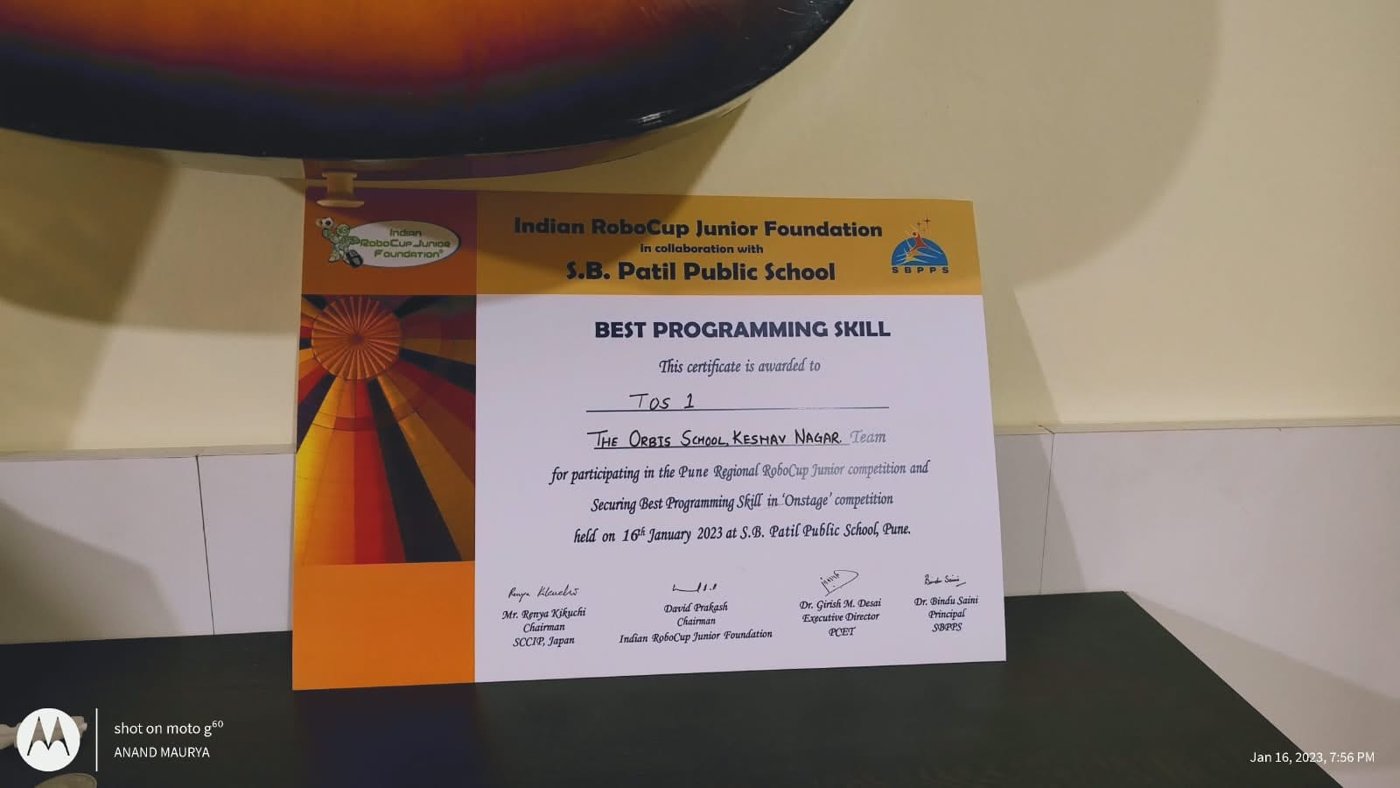 Indian
RoboCup Junior
Foundation®
Indian RoboCup Junior Foundation
in collaboration with
S.B. Patil Public School
SBPPS
BEST PROGRAMMING SKILL
This certificate is awarded to
TOS 1
THE ORBIS SCHOOL, KESHAV NAGAR. Team
for participating in the Pune Regional RoboCup Junior competition and
Securing Best Programming Skill in ‘Onstage’ competition
held on 16th January 2023 at S.B. Patil Public School, Pune.
Renya Kikuchi
Bindu Saini
Mr. Renya Kikuchi
Chairman
SCCIP, Japan
David Prakash
Chairman
Indian RoboCup Junior Foundation
Dr. Girish M. Desai
Executive Director
PCET
Dr. Bindu Saini
Principal
SBPPS
shot on moto g60
ANAND MAURYA
Jan 16, 2023, 7:56 PM